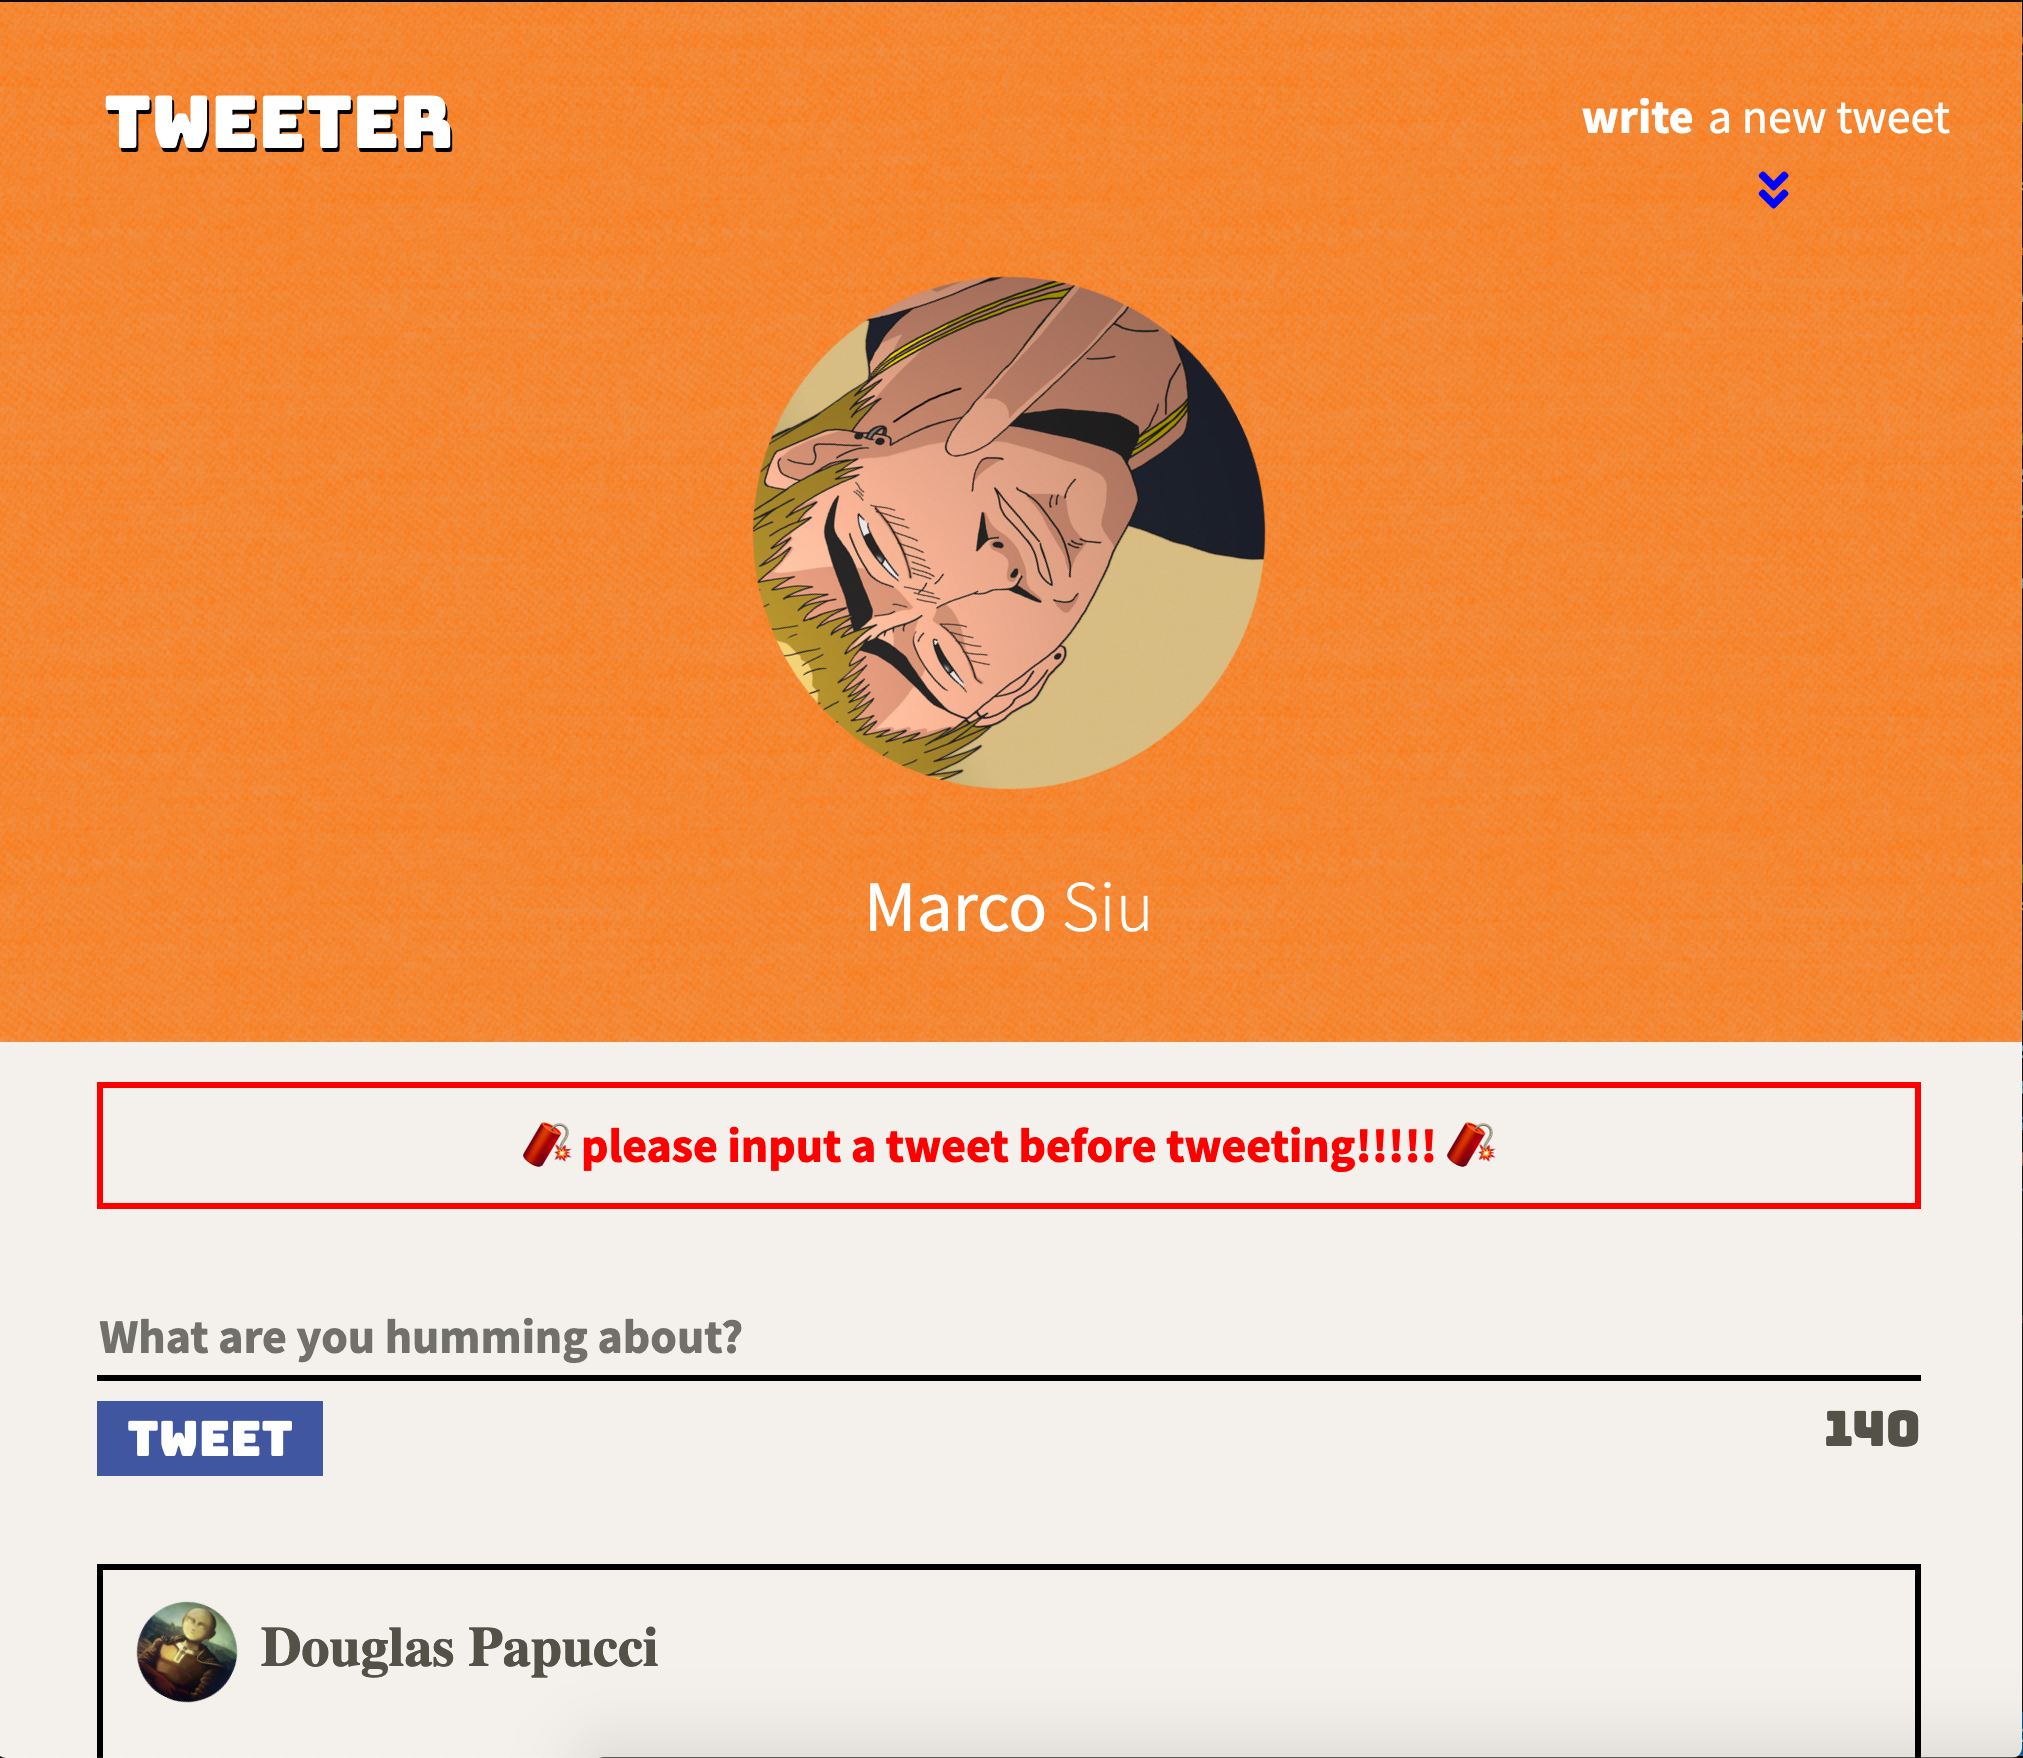 TWEETER
write a new tweet
Marco Siu
🧨 please input a tweet before tweeting!!!!! 🧨
What are you humming about?
TWEET
140
Douglas Papucci